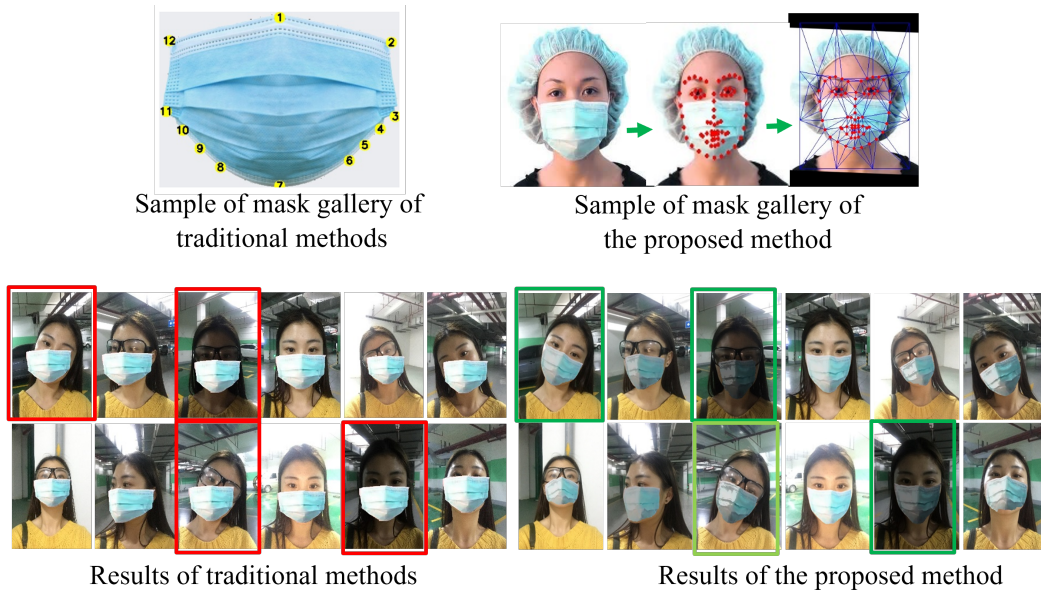 1
12
2
11
3
10
4
9
5
8
6
7
Sample of mask gallery of
traditional methods
Sample of mask gallery of
the proposed method
Results of traditional methods
Results of the proposed method